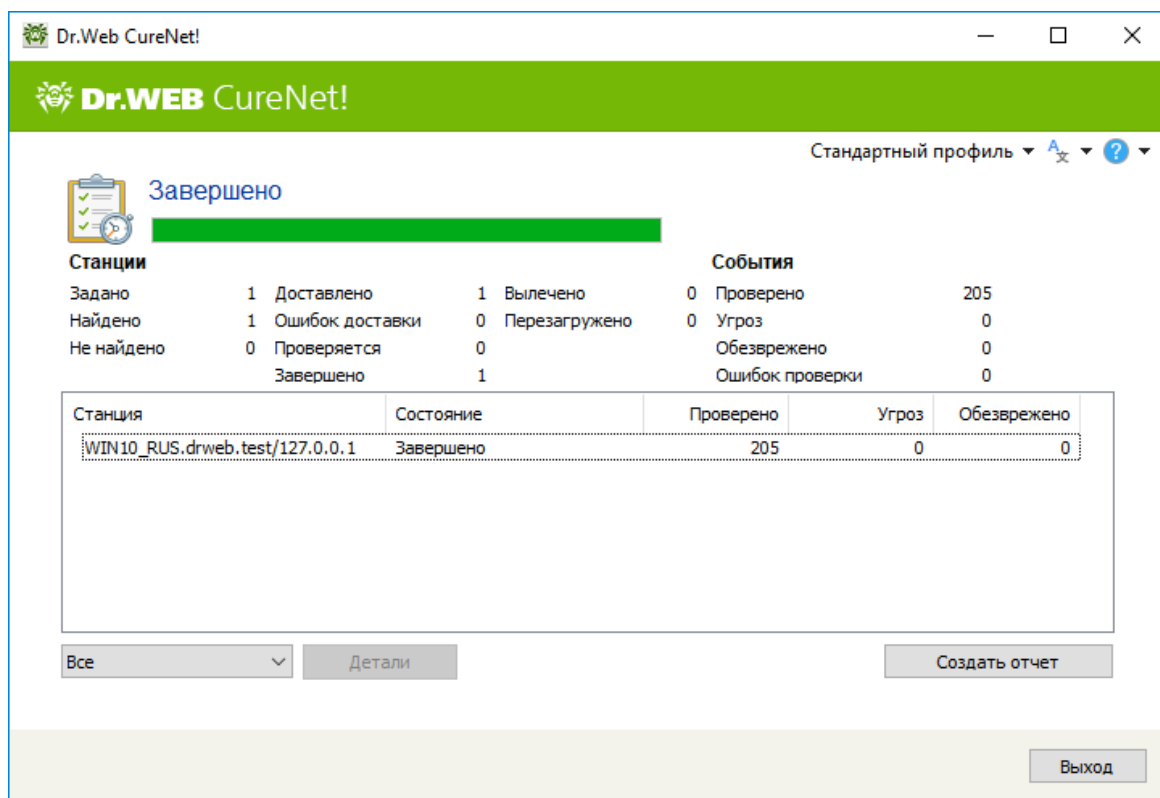 Dr.Web CureNet!
Dr.WEB CureNet!
Стандартный профиль
Завершено
Станции События
Задано 1 Доставлено 1 Вылечено 0 Проверено 205
Найдено 1 Ошибок доставки 0 Перезагружено 0 Угроз 0
Не найдено 0 Проверяется 0 Обезврежено 0
Завершено 1 Ошибок проверки 0
Станция Состояние Проверено Угроз Обезврежено
WIN10_RUS.drweb.test/127.0.0.1 Завершено 205 0 0
Все Детали Создать отчет
Выход